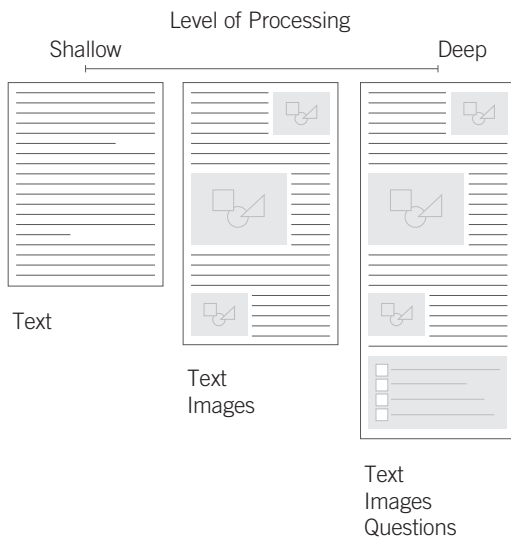 Level of Processing
Shallow
Deep
Text
Text
Images
Text
Images
Questions